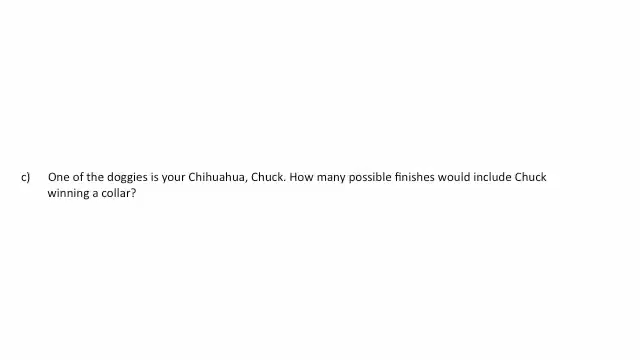 c) One of the doggies is your Chihuahua, Chuck. How many possible finishes would include Chuck
winning a collar?